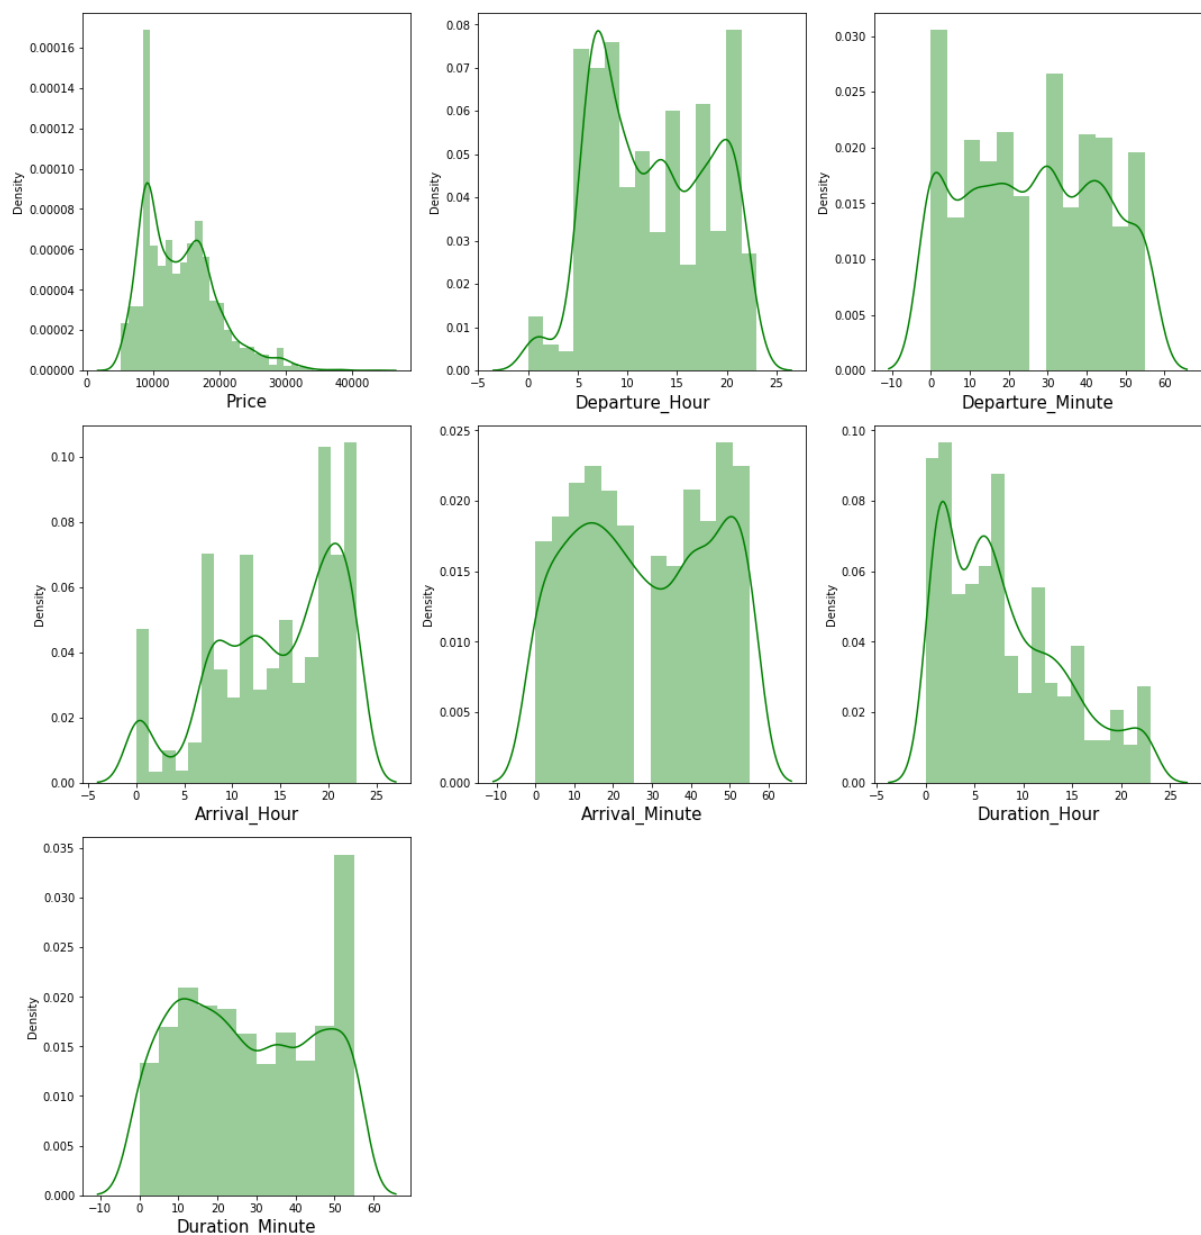 0.00016
0.00014
0.00012
0.00010
0.00008
0.00006
0.00004
0.00002
0.00000
Density
0 10000 20000 30000 40000
Price
0.08
0.07
0.06
0.05
0.04
0.03
0.02
0.01
0.00
Density
−5 0 5 10 15 20 25
Departure_Hour
0.030
0.025
0.020
0.015
0.010
0.005
0.000
Density
−10 0 10 20 30 40 50 60
Departure_Minute
0.10
0.08
0.06
0.04
0.02
0.00
Density
−5 0 5 10 15 20 25
Arrival_Hour
0.025
0.020
0.015
0.010
0.005
0.000
Density
−10 0 10 20 30 40 50 60
Arrival_Minute
0.10
0.08
0.06
0.04
0.02
0.00
Density
−5 0 5 10 15 20 25
Duration_Hour
0.035
0.030
0.025
0.020
0.015
0.010
0.005
0.000
Density
−10 0 10 20 30 40 50 60
Duration_Minute